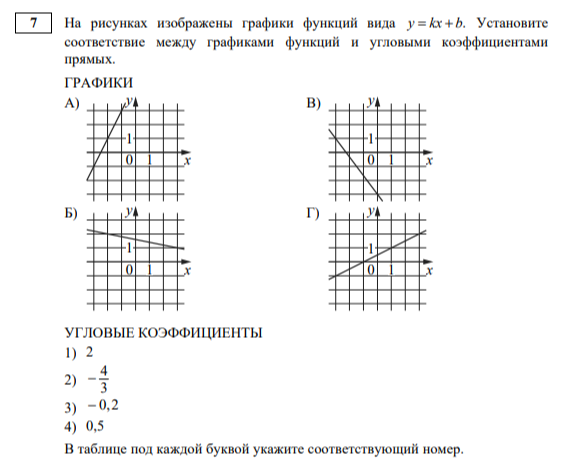 7
На рисунках изображены графики функций вида y = kx + b. Установите
соответствие между графиками функций и угловыми коэффициентами
прямых.
ГРАФИКИ
А)
y
1
0 1 x
В)
y
1
0 1 x
Б)
y
1
0 1 x
Г)
y
1
0 1 x
УГЛОВЫЕ КОЭФФИЦИЕНТЫ
1) 2
2) −4/3
3) −0,2
4) 0,5
В таблице под каждой буквой укажите соответствующий номер.